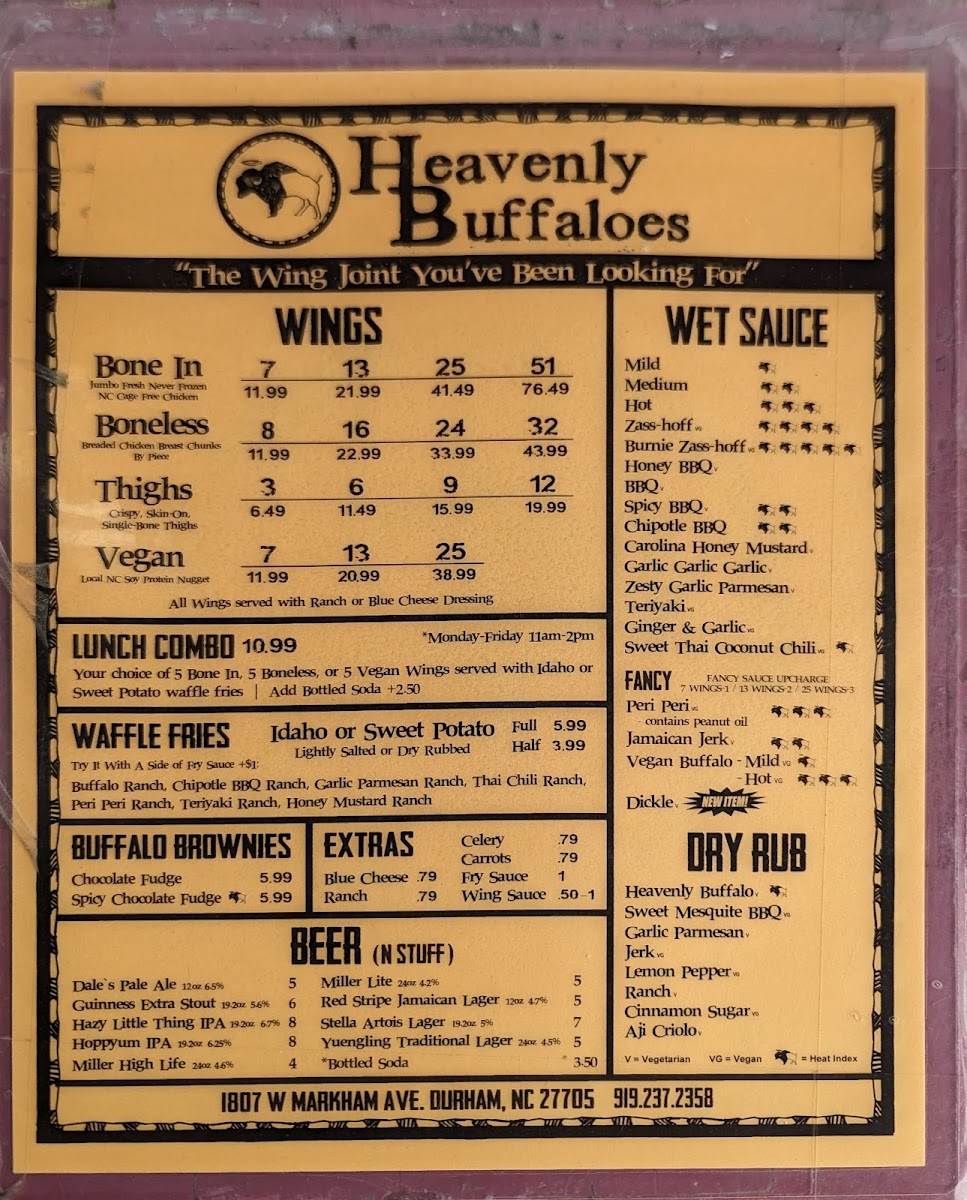 Heavenly
Buffaloes
"The Wing Joint You've Been Looking For"
WINGS
Bone In 7 13 25 51
Jumbo Fresh Never Frozen
NC Cage Free Chicken
11.99 21.99 41.49 76.49
Boneless 8 16 24 32
Breaded Chicken Breast Chunks
By Piece
11.99 22.99 33.99 43.99
Thighs 3 6 9 12
Crispy, Skin-On,
Single-Bone Thighs
6.49 11.49 15.99 19.99
Vegan 7 13 25
Local NC Soy Protein Nugget
11.99 20.99 38.99
All Wings served with Ranch or Blue Cheese Dressing
LUNCH COMBO 10.99 *Monday-Friday 11am-2pm
Your choice of 5 Bone In, 5 Boneless, or 5 Vegan Wings served with Idaho or
Sweet Potato waffle fries | Add Bottled Soda +2.50
WAFFLE FRIES Idaho or Sweet Potato Full 5.99
Lightly Salted or Dry Rubbed Half 3.99
Try It With A Side of Fry Sauce +$1:
Buffalo Ranch, Chipotle BBQ Ranch, Garlic Parmesan Ranch, Thai Chili Ranch,
Peri Peri Ranch, Teriyaki Ranch, Honey Mustard Ranch
BUFFALO BROWNIES
Chocolate Fudge 5.99
Spicy Chocolate Fudge 5.99
EXTRAS
Blue Cheese .79
Ranch .79
Celery .79
Carrots .79
Fry Sauce 1
Wing Sauce .50-1
BEER (N STUFF)
Dale`s Pale Ale 12oz 6.5% 5
Guinness Extra Stout 19.2oz 5.6% 6
Hazy Little Thing IPA 19.2oz 6.7% 8
Hoppyum IPA 19.2oz 6.25% 8
Miller High Life 24oz 4.6% 4
Miller Lite 24oz 4.2% 5
Red Stripe Jamaican Lager 12oz 4.7% 5
Stella Artois Lager 19.2oz 5% 7
Yuengling Traditional Lager 24oz 4.5% 5
*Bottled Soda 3.50
WET SAUCE
Mild
Medium
Hot
Zass-hoff VG
Burnie Zass-hoff VG
Honey BBQ V
BBQ V
Spicy BBQ V
Chipotle BBQ
Carolina Honey Mustard V
Garlic Garlic Garlic V
Zesty Garlic Parmesan V
Teriyaki VG
Ginger & Garlic VG
Sweet Thai Coconut Chili VG
FANCY FANCY SAUCE UPCHARGE
7 WINGS-1 / 13 WINGS-2 / 25 WINGS-3
Peri Peri VG
- contains peanut oil
Jamaican Jerk V
Vegan Buffalo - Mild VG
- Hot VG
Dickle V NEW ITEM!
DRY RUB
Heavenly Buffalo V
Sweet Mesquite BBQ VG
Garlic Parmesan V
Jerk VG
Lemon Pepper VG
Ranch V
Cinnamon Sugar VG
Aji Criolo V
V = Vegetarian VG = Vegan = Heat Index
1807 W MARKHAM AVE. DURHAM, NC 27705 919.237.2358